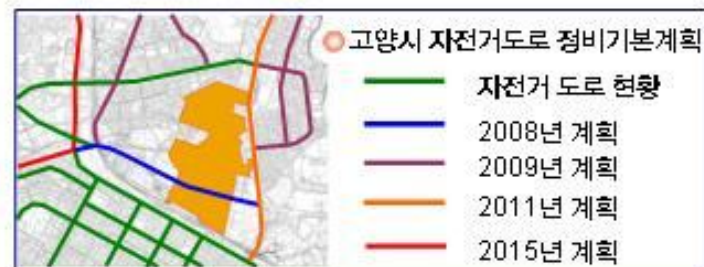 고양시 자전거도로 정비기본계획
자전거 도로 현황
2008년 계획
2009년 계획
2011년 계획
2015년 계획